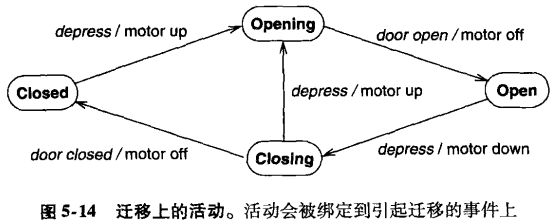 Opening
depress / motor up
door open / motor off
Closed
depress / motor up
Open
door closed / motor off
Closing
depress / motor down
图 5-14 迁移上的活动。活动会被绑定到引起迁移的事件上